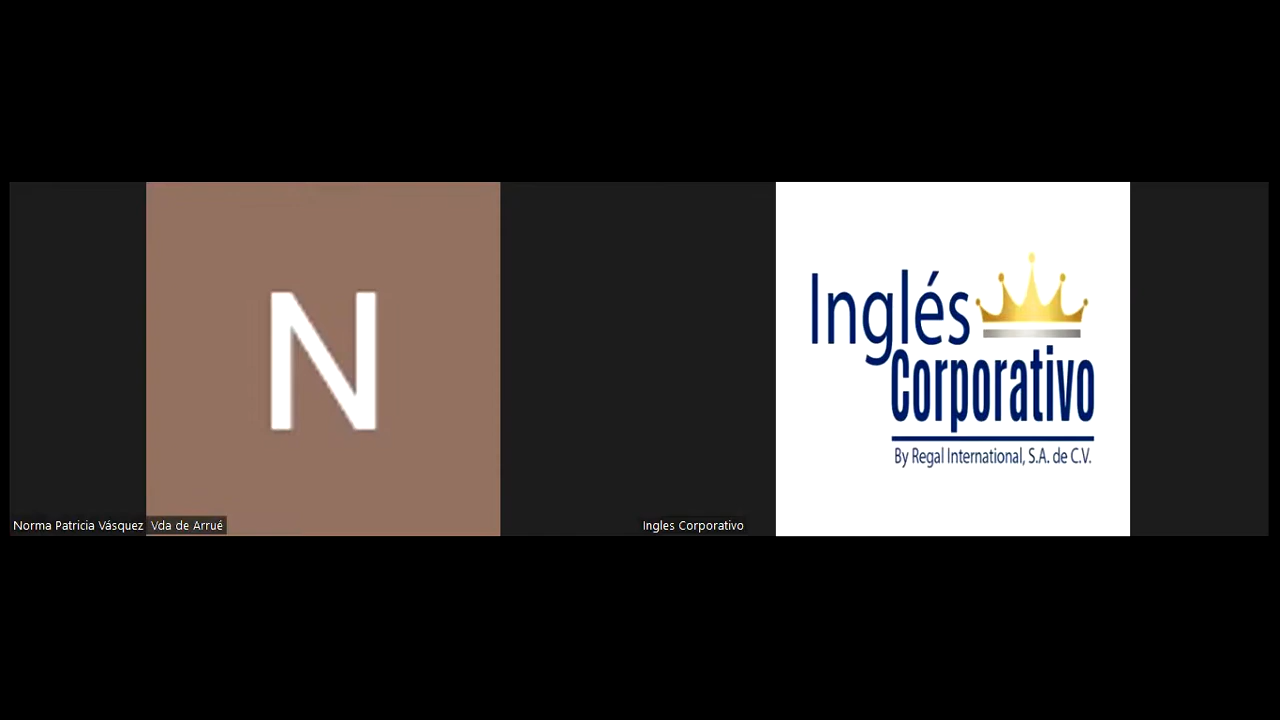 N
Norma Patricia Vásquez Vda de Arrué
Inglés
Corporativo
By Regal International, S.A. de C.V.
Ingles Corporativo